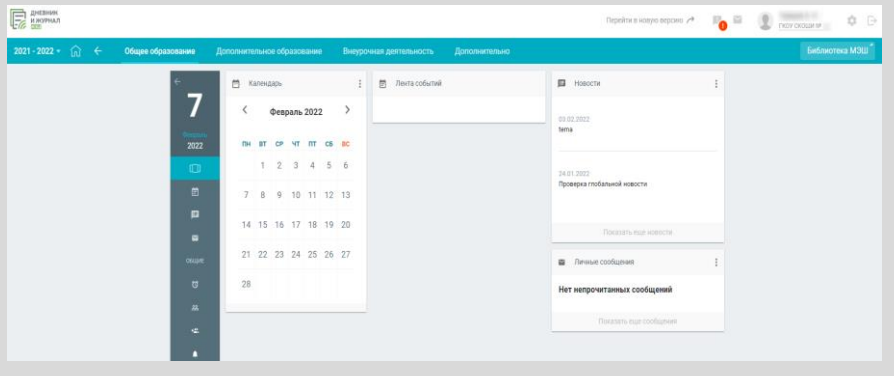 ДНЕВНИК
И ЖУРНАЛ
Перейти в новую версию
2021 - 2022
Общее образование
Дополнительное образование
Внеурочная деятельность
Дополнительно
Библиотека МЭШ
7
Февраль
2022
ОБЩИЕ
Календарь
Февраль 2022
ПН ВТ СР ЧТ ПТ СБ ВС
1 2 3 4 5 6
7 8 9 10 11 12 13
14 15 16 17 18 19 20
21 22 23 24 25 26 27
28
Лента событий
Новости
03.02.2022
tema
24.01.2022
Проверка глобальной новости
Показать еще новости
Личные сообщения
Нет непрочитанных сообщений
Показать еще сообщения